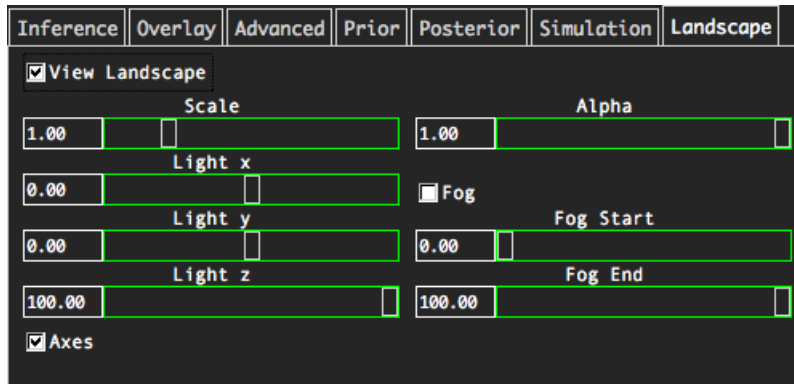 Inference Overlay Advanced Prior Posterior Simulation Landscape
View Landscape
Scale Alpha
1.00 1.00
Light x
0.00 Fog
Light y Fog Start
0.00 0.00
Light z Fog End
100.00 100.00
Axes